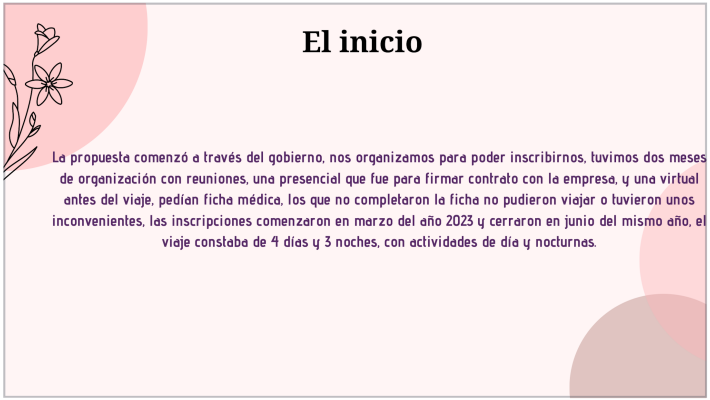 El inicio
La propuesta comenzó a través del gobierno, nos organizamos para poder inscribirnos, tuvimos dos meses
de organización con reuniones, una presencial que fue para firmar contrato con la empresa, y una virtual
antes del viaje, pedían ficha médica, los que no completaron la ficha no pudieron viajar o tuvieron unos
inconvenientes, las inscripciones comenzaron en marzo del año 2023 y cerraron en junio del mismo año, el
viaje constaba de 4 días y 3 noches, con actividades de día y nocturnas.